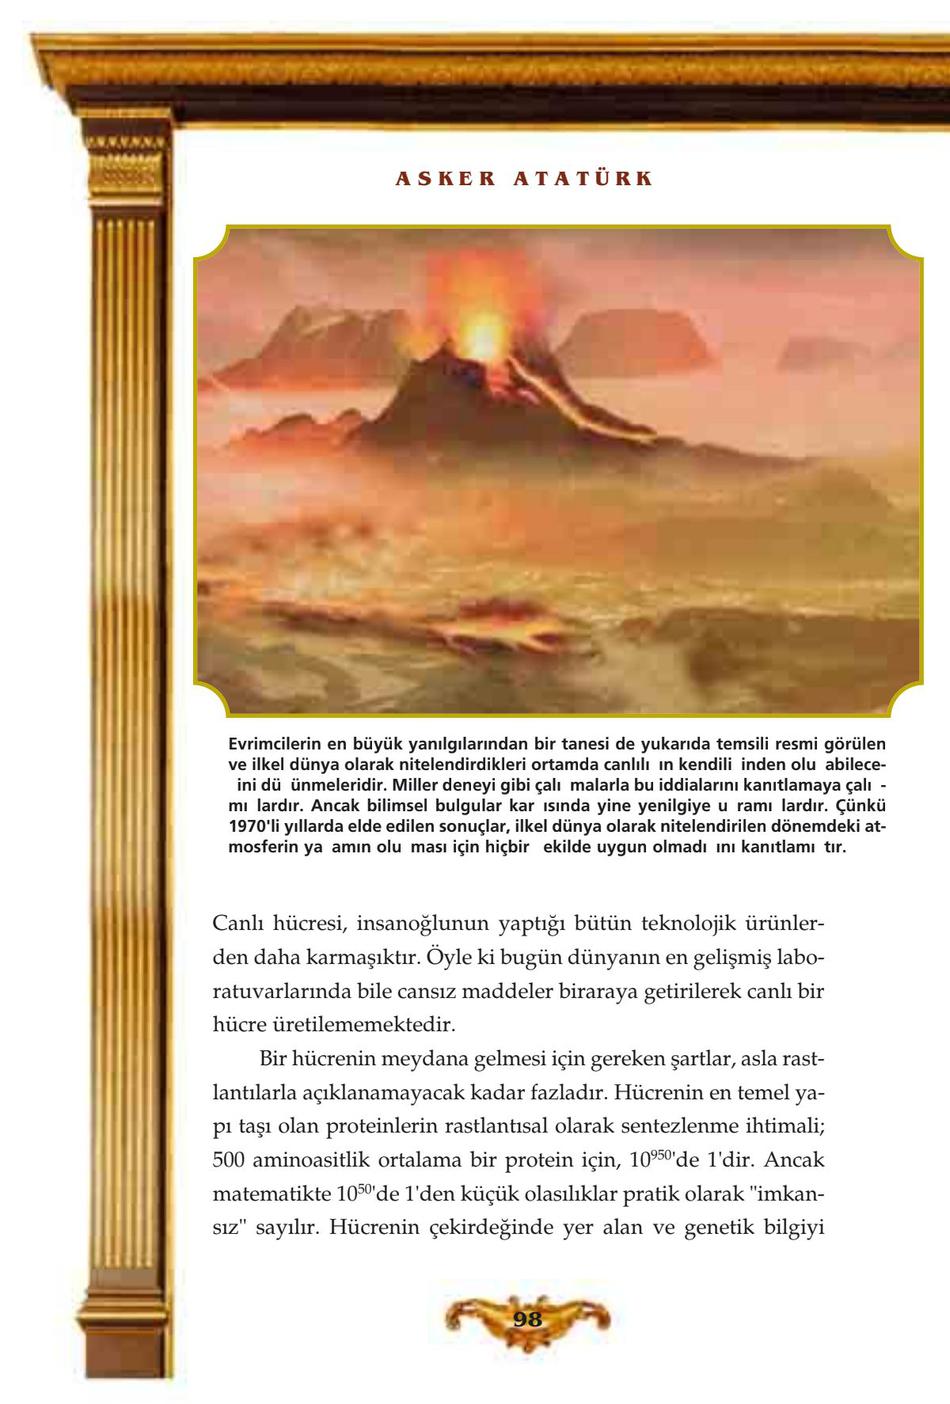 ASKER ATATÜRK
Evrimcilerin en büyük yanılgılarından bir tanesi de yukarıda temsili resmi görülen
ve ilkel dünya olarak nitelendirdikleri ortamda canlılı ın kendili inden olu abilece-
ini dü ünmeleridir. Miller deneyi gibi çalı malarla bu iddialarını kanıtlamaya çalı -
mı lardır. Ancak bilimsel bulgular kar ısında yine yenilgiye u ramı lardır. Çünkü
1970'li yıllarda elde edilen sonuçlar, ilkel dünya olarak nitelendirilen dönemdeki at-
mosferin ya amın olu ması için hiçbir ekilde uygun olmadı ını kanıtlamı tır.
Canlı hücresi, insanoğlunun yaptığı bütün teknolojik ürünler-
den daha karmaşıktır. Öyle ki bugün dünyanın en gelişmiş labo-
ratuvarlarında bile cansız maddeler biraraya getirilerek canlı bir
hücre üretilememektedir.
Bir hücrenin meydana gelmesi için gereken şartlar, asla rast-
lantılarla açıklanamayacak kadar fazladır. Hücrenin en temel ya-
pı taşı olan proteinlerin rastlantısal olarak sentezlenme ihtimali;
500 aminoasitlik ortalama bir protein için, 10⁹⁵⁰'de 1'dir. Ancak
matematikte 10⁵⁰'de 1'den küçük olasılıklar pratik olarak "imkan-
sız" sayılır. Hücrenin çekirdeğinde yer alan ve genetik bilgiyi
98